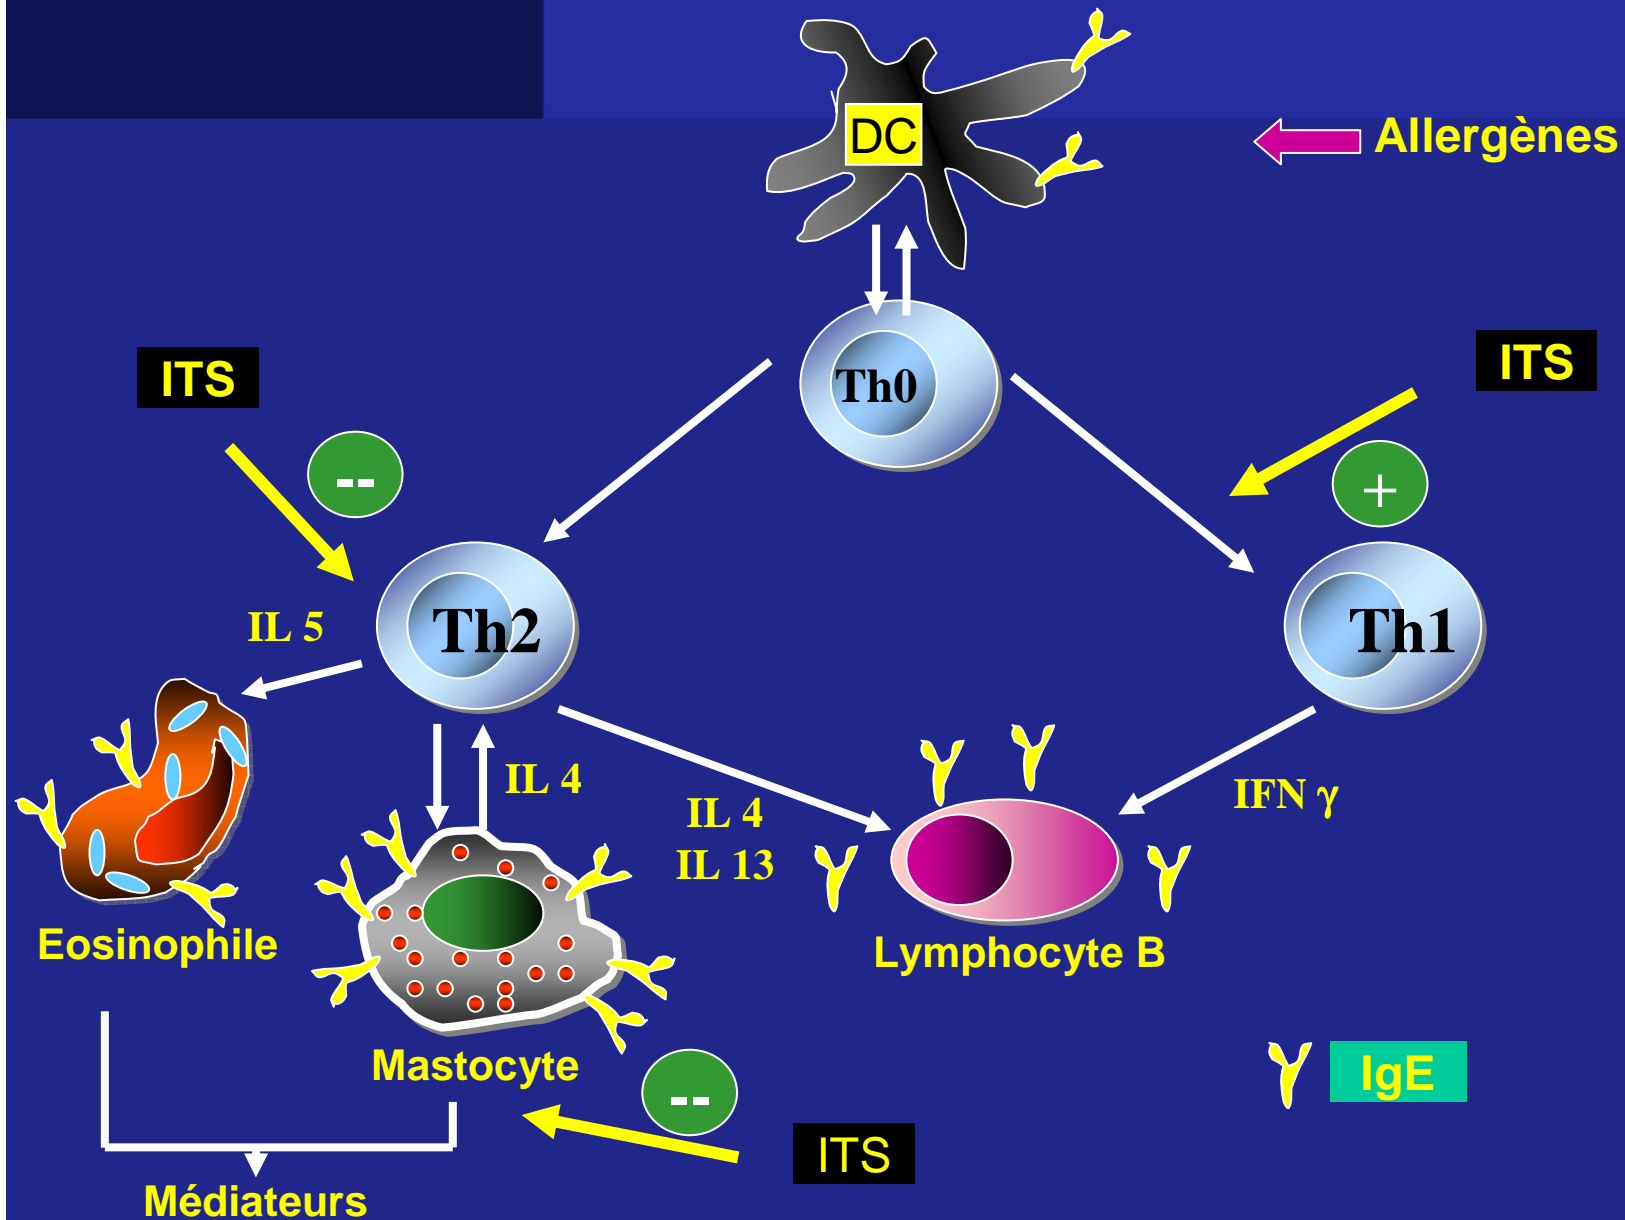 DC
Allergènes
Th0
ITS
ITS
--
+
Th2
Th1
IL 5
IL 4
IL 4
IL 13
IFN γ
Eosinophile
Lymphocyte B
Mastocyte
--
IgE
ITS
Médiateurs